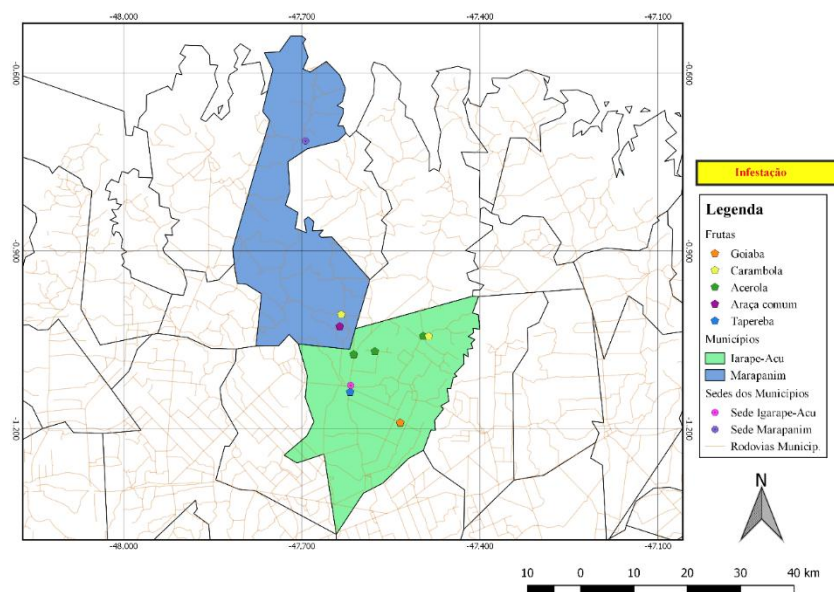 -48.000 -47.700 -47.400 -47.100
-0.600 -0.600
Infestação
Legenda
Frutas
Goiaba
Carambola
Acerola
Araça comum
Tapereba
Municípios
Iarape-Acu
Marapanim
Sedes dos Municípios
Sede Igarape-Acu
Sede Marapanim
Rodovias Municip.
-0.900 -0.900
-1.200 -1.200
N
-48.000 -47.700 -47.400 -47.100
10 0 10 20 30 40 km